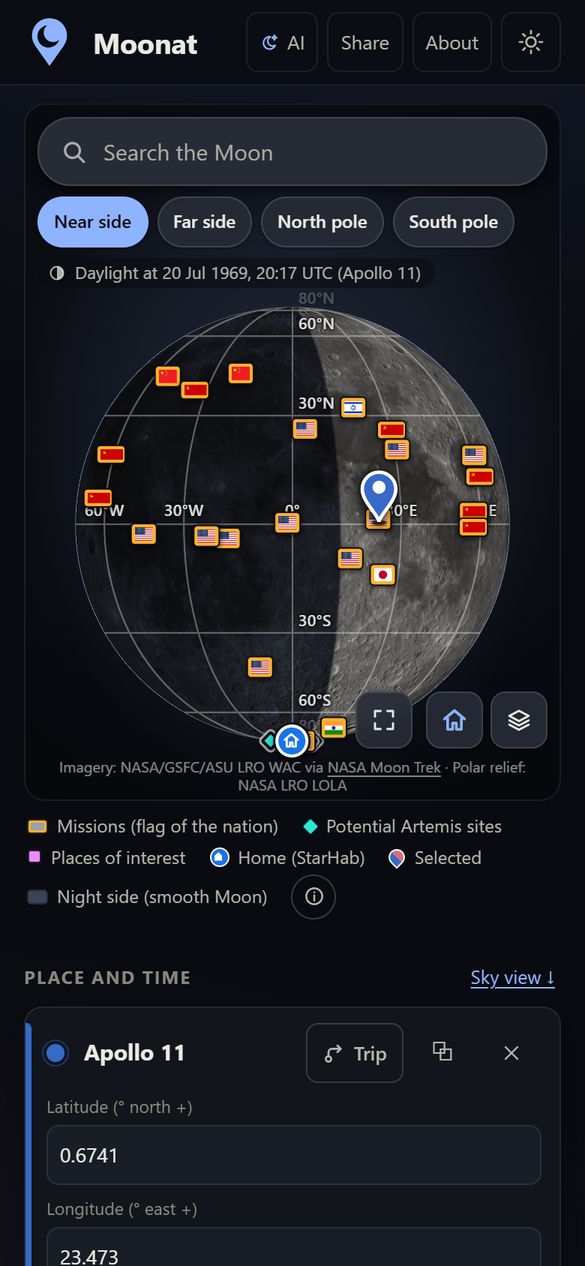 Moonat
AI
Share
About
Search the Moon
Near side
Far side
North pole
South pole
Daylight at 20 Jul 1969, 20:17 UTC (Apollo 11)
80°N
60°N
30°N
60°W
30°W
0°
E
30°S
60°S
Imagery: NASA/GSFC/ASU LRO WAC via NASA Moon Trek · Polar relief:
NASA LRO LOLA
Missions (flag of the nation)
Potential Artemis sites
Places of interest
Home (StarHab)
Selected
Night side (smooth Moon)
PLACE AND TIME
Sky view ↓
Apollo 11
Trip
Latitude (° north +)
0.6741
Longitude (° east +)
23.473